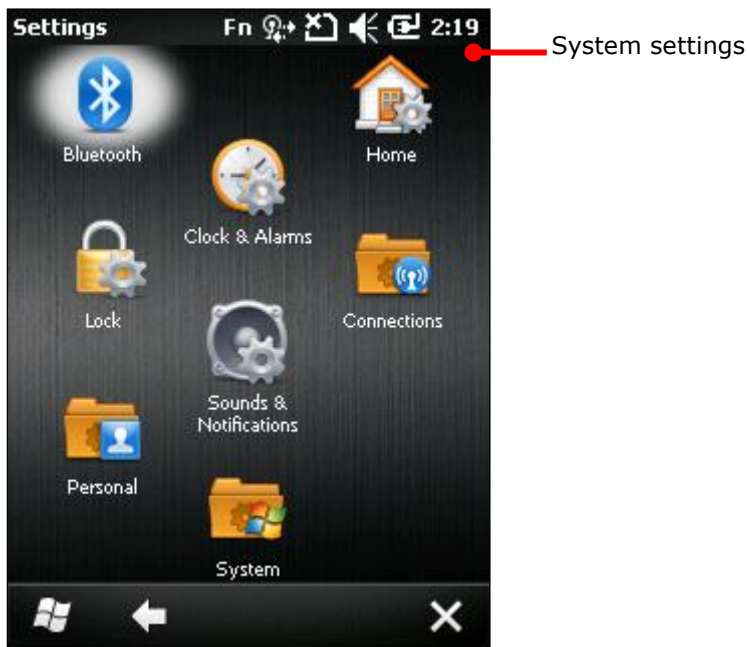 Settings Fn 2:19
System settings
Bluetooth
Home
Clock & Alarms
Lock
Connections
Sounds &
Notifications
Personal
System